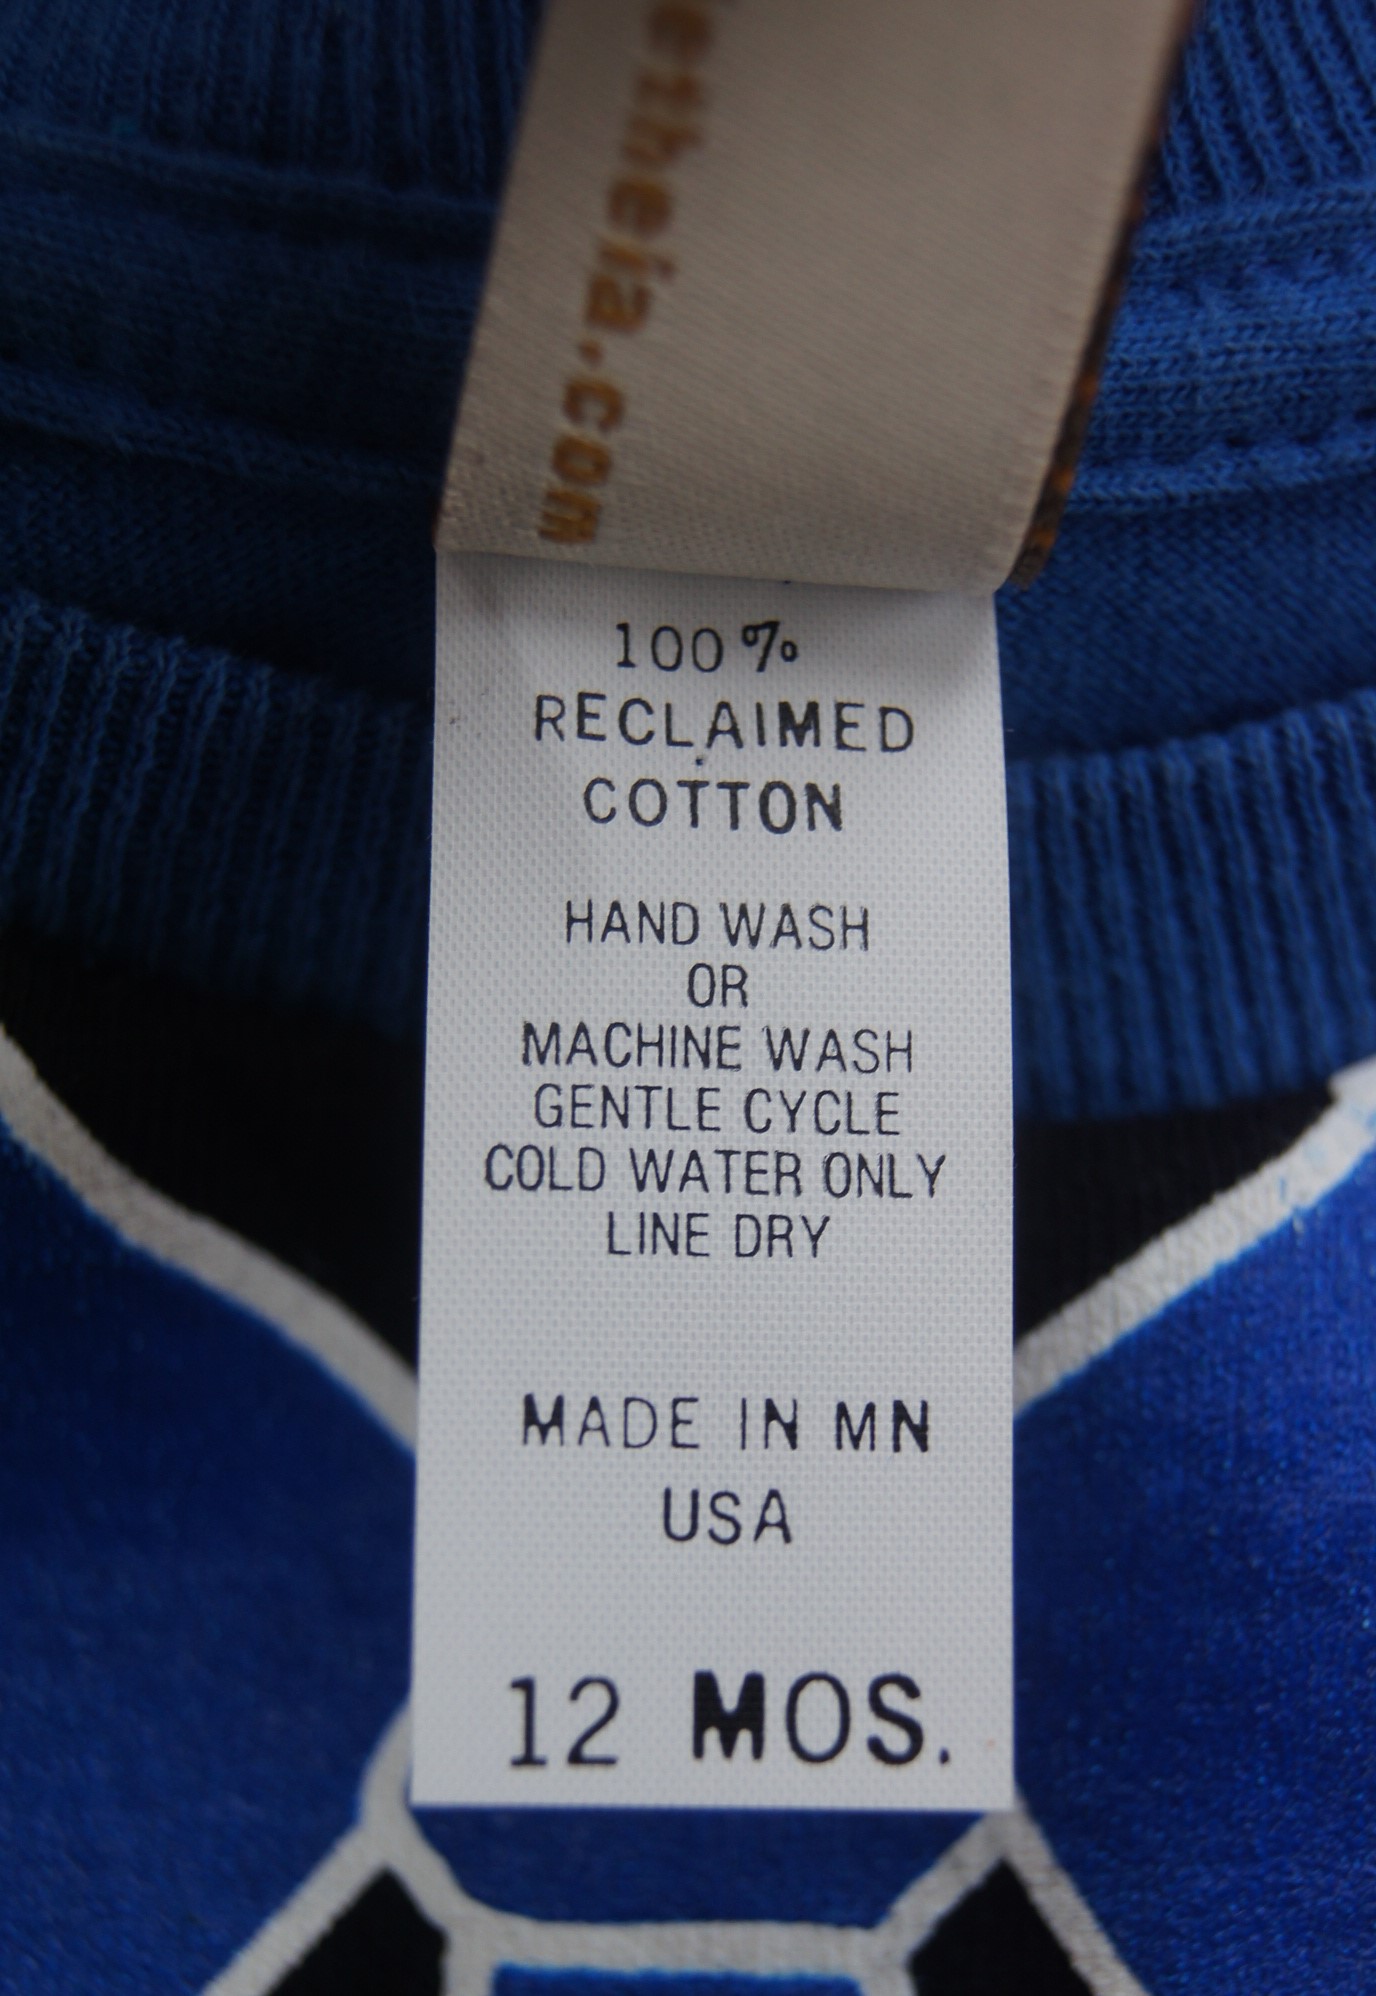 ethelia.com
100%
RECLAIMED
COTTON
HAND WASH
OR
MACHINE WASH
GENTLE CYCLE
COLD WATER ONLY
LINE DRY
MADE IN MN
USA
12 MOS.